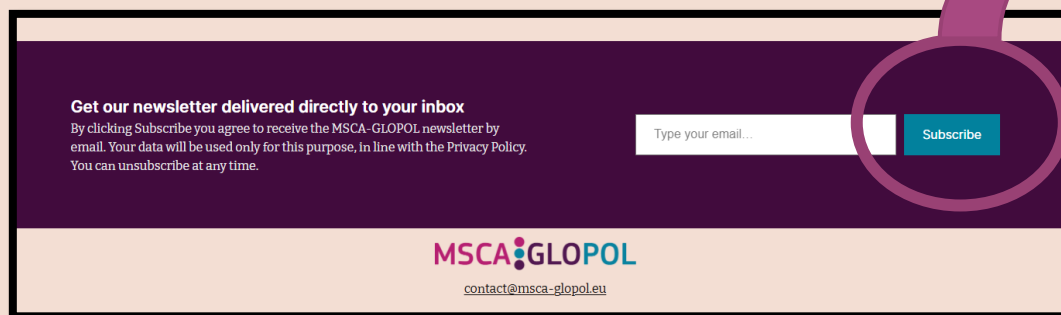 Get our newsletter delivered directly to your inbox
By clicking Subscribe you agree to receive the MSCA-GLOPOL newsletter by
email. Your data will be used only for this purpose, in line with the Privacy Policy.
You can unsubscribe at any time.
Type your email...
Subscribe
MSCA GLOPOL
contact@msca-glopol.eu